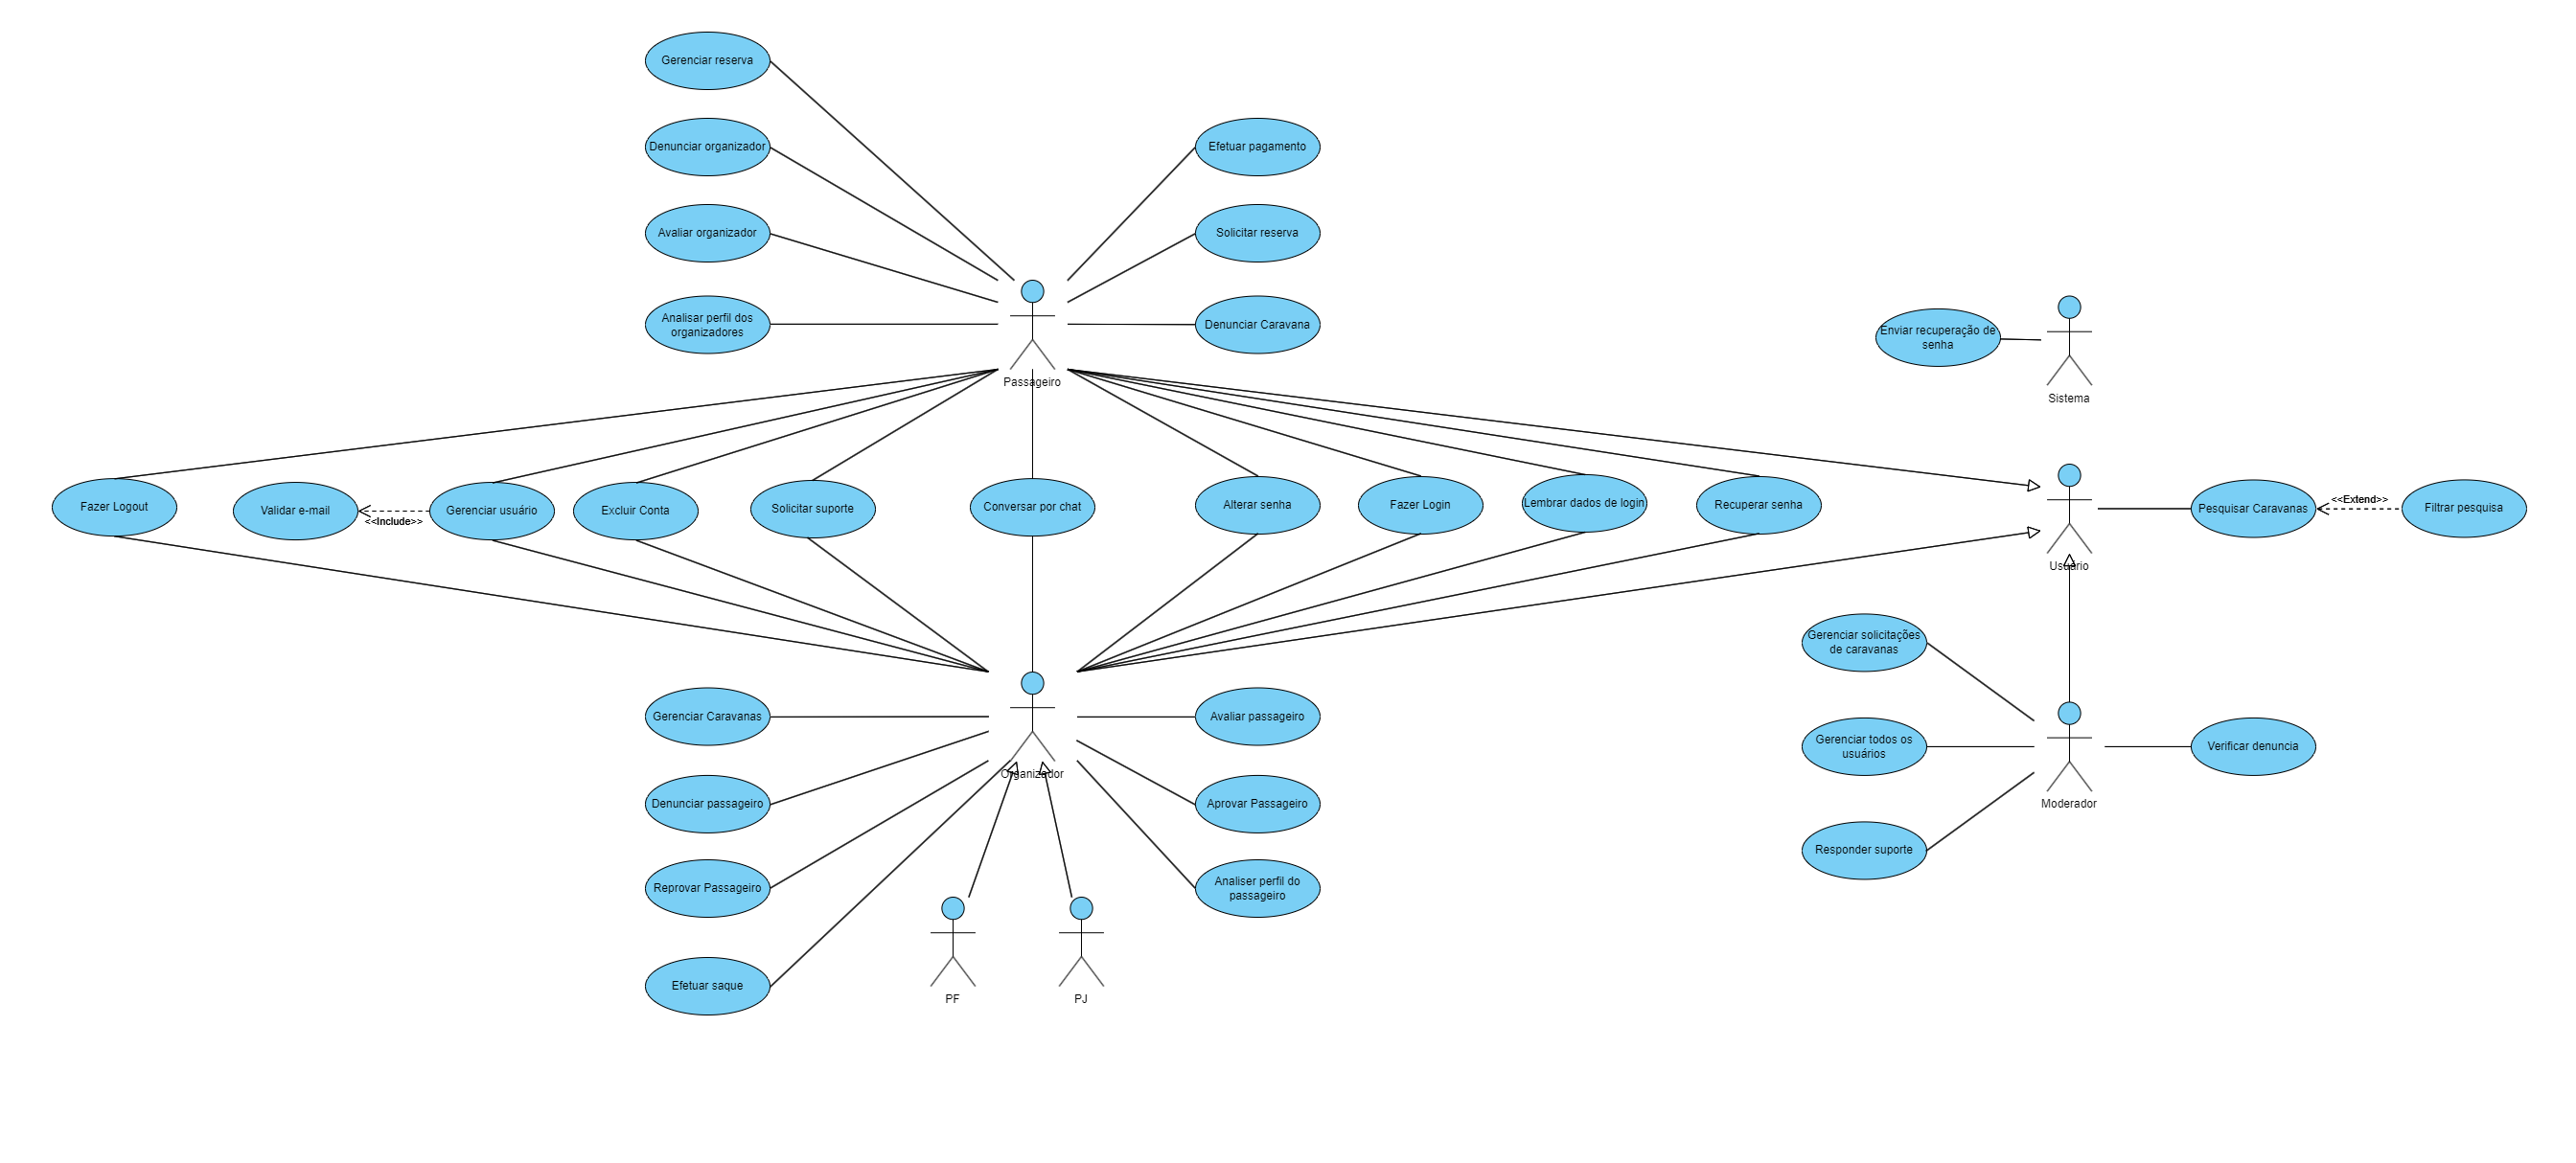 Gerenciar reserva
Denunciar organizador
Efetuar pagamento
Avaliar organizador
Solicitar reserva
Analisar perfil dos
organizadores
Denunciar Caravana
Enviar recuperação de
senha
Passageiro
Sistema
Fazer Logout
Validar e-mail
<<Include>>
Gerenciar usuário
Excluir Conta
Solicitar suporte
Conversar por chat
Alterar senha
Fazer Login
Lembrar dados de login
Recuperar senha
Usuário
Pesquisar Caravanas
<<Extend>>
Filtrar pesquisa
Gerenciar solicitações
de caravanas
Gerenciar Caravanas
Avaliar passageiro
Gerenciar todos os
usuários
Verificar denuncia
Organizador
Moderador
Denunciar passageiro
Aprovar Passageiro
Responder suporte
Reprovar Passageiro
Analiser perfil do
passageiro
Efetuar saque
PF
PJ